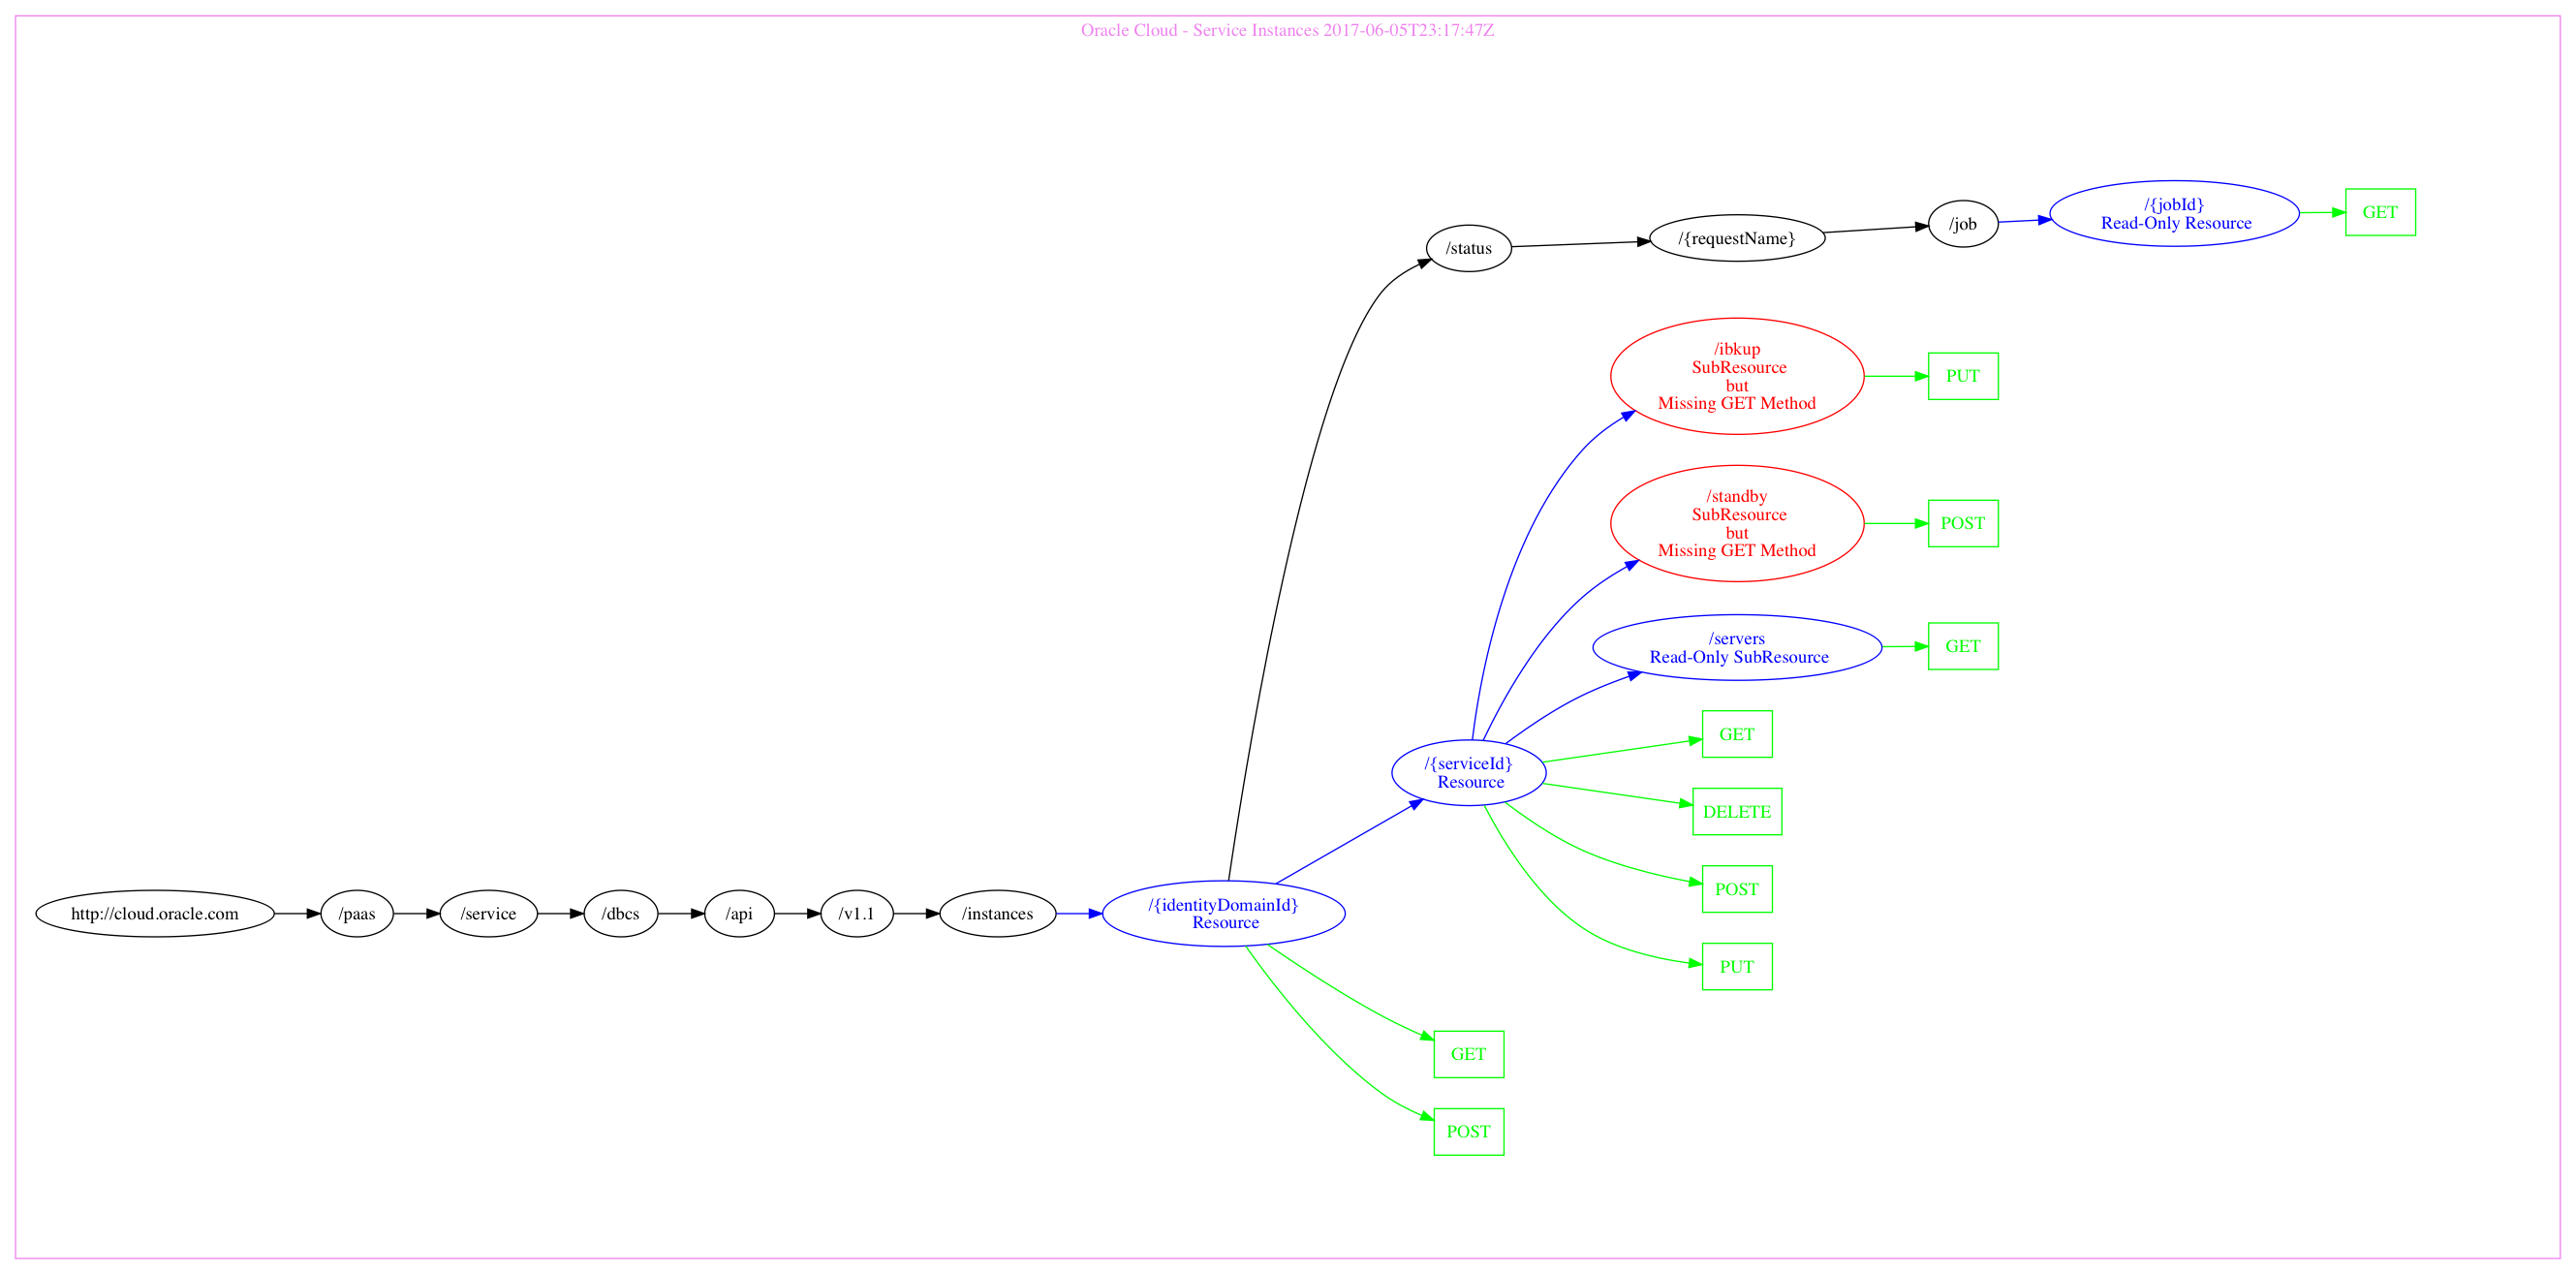 Oracle Cloud - Service Instances 2017-06-05T23:17:47Z
/{jobId}
Read-Only Resource
GET
/job
/{requestName}
/status
/ibkup
SubResource
but
Missing GET Method
PUT
/standby
SubResource
but
Missing GET Method
POST
/servers
Read-Only SubResource
GET
GET
/{serviceId}
Resource
DELETE
POST
http://cloud.oracle.com
/paas
/service
/dbcs
/api
/v1.1
/instances
/{identityDomainId}
Resource
PUT
GET
POST